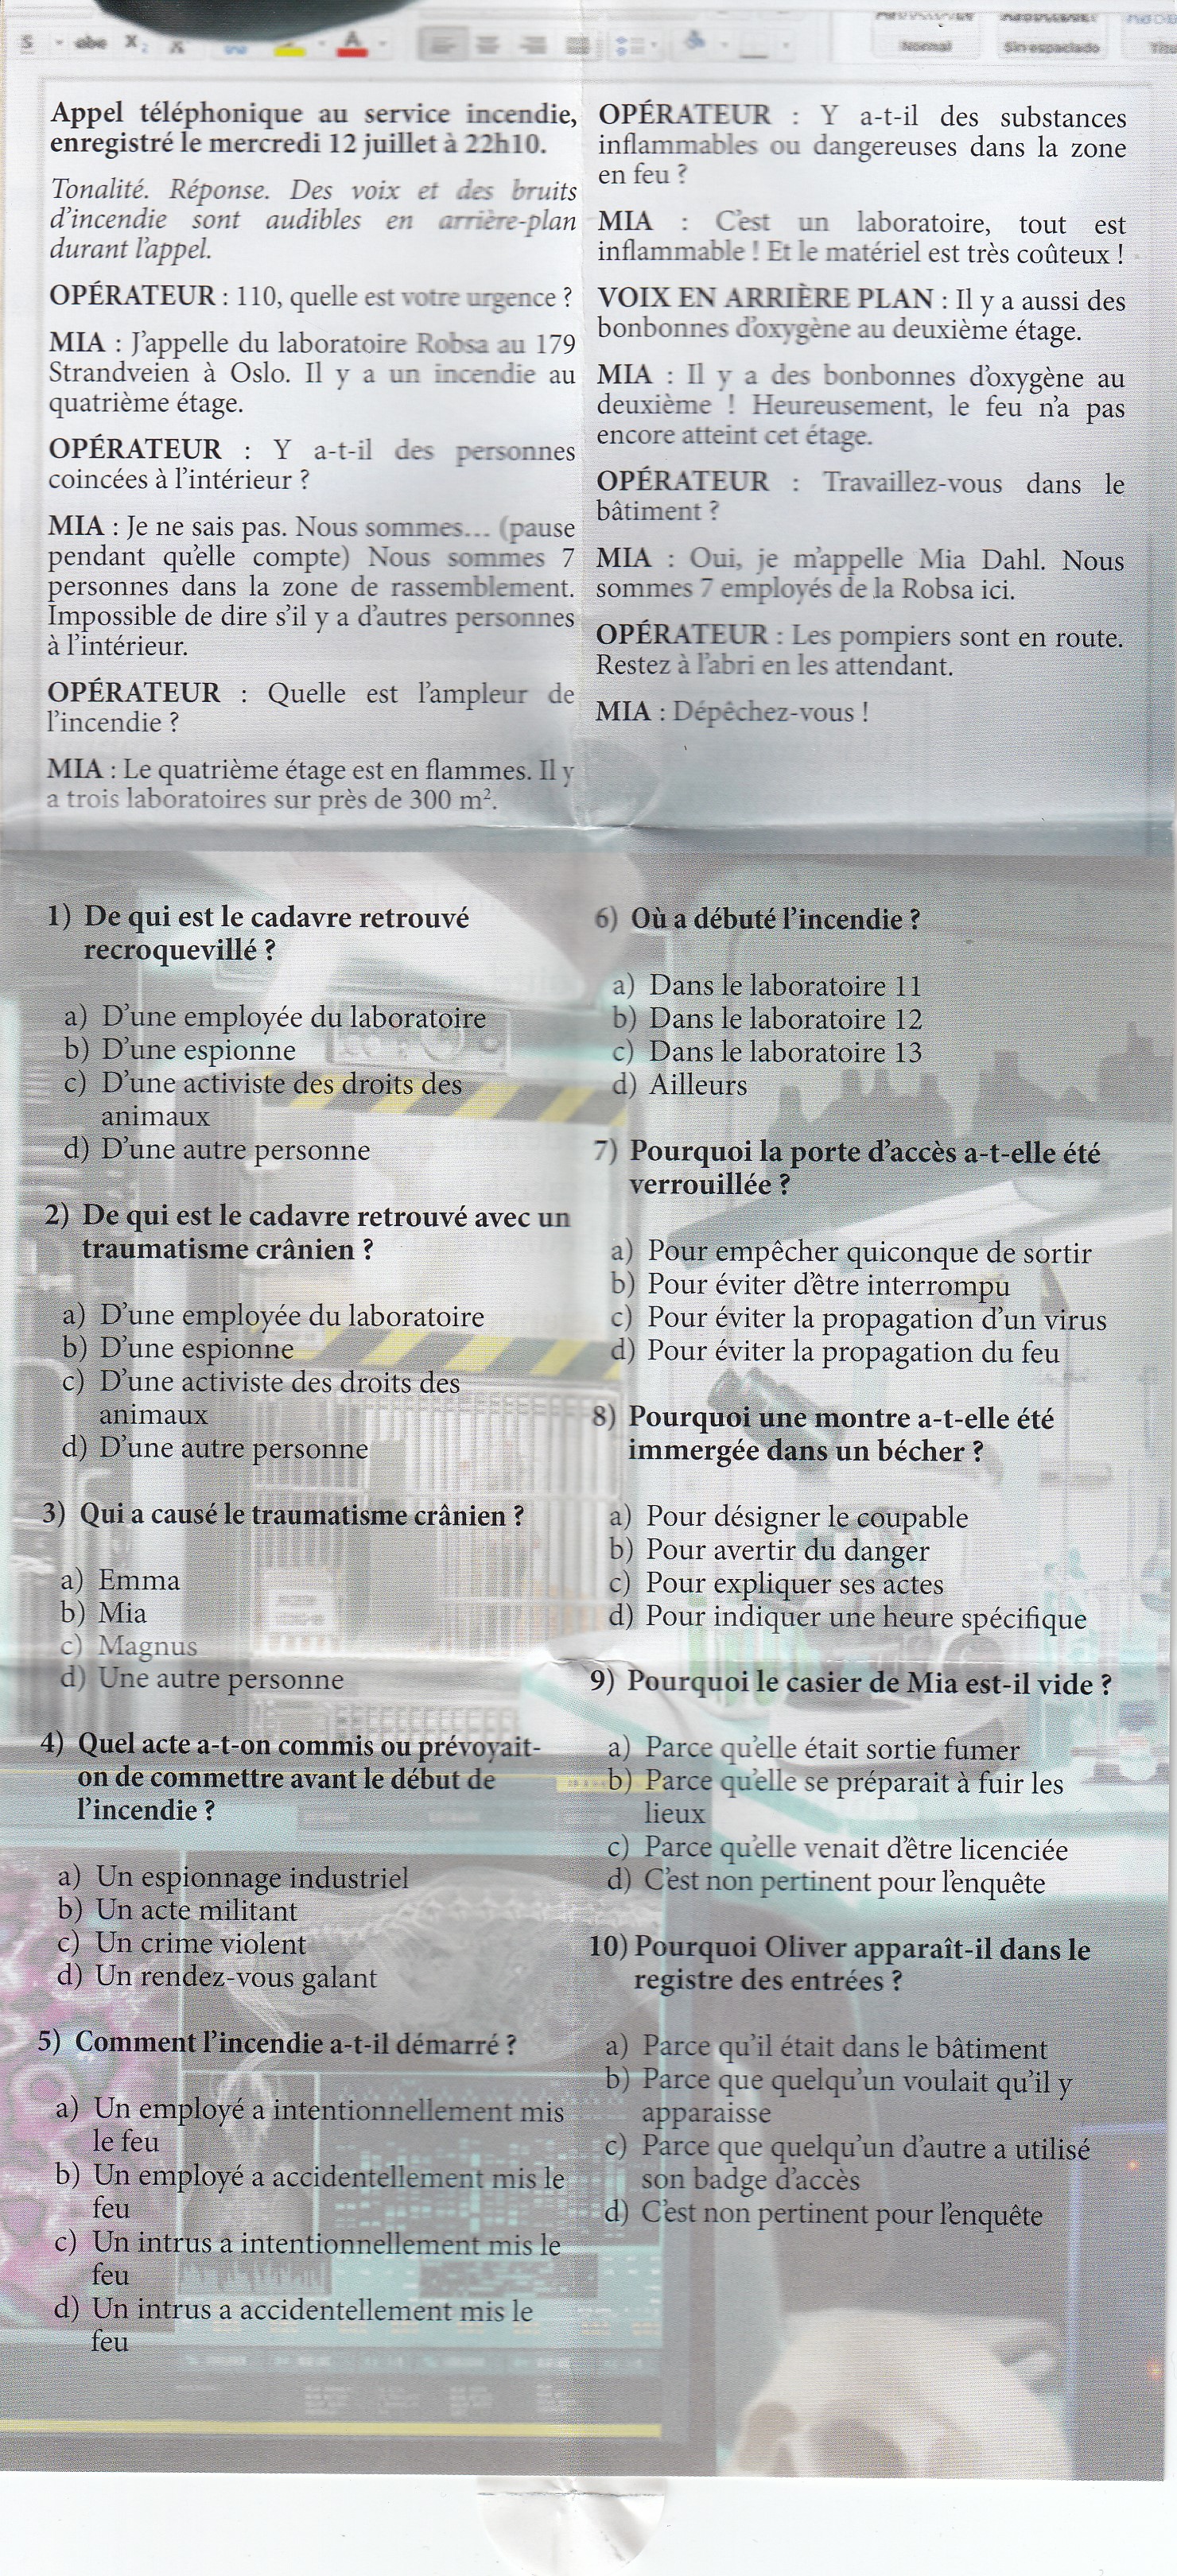 S abe X₂
Normal
Sin espaciado
Appel téléphonique au service incendie,
enregistré le mercredi 12 juillet à 22h10.
Tonalité. Réponse. Des voix et des bruits
d'incendie sont audibles en arrière-plan
durant l'appel.
OPÉRATEUR : 110, quelle est votre urgence ?
MIA : J'appelle du laboratoire Robsa au 179
Strandveien à Oslo. Il y a un incendie au
quatrième étage.
OPÉRATEUR : Y a-t-il des personnes
coincées à l'intérieur ?
MIA : Je ne sais pas. Nous sommes… (pause
pendant qu'elle compte) Nous sommes 7
personnes dans la zone de rassemblement.
Impossible de dire s'il y a d'autres personnes
à l'intérieur.
OPÉRATEUR : Quelle est l'ampleur de
l'incendie ?
MIA : Le quatrième étage est en flammes. Il y
a trois laboratoires sur près de 300 m².
OPÉRATEUR : Y a-t-il des substances
inflammables ou dangereuses dans la zone
en feu ?
MIA : C'est un laboratoire, tout est
inflammable ! Et le matériel est très coûteux !
VOIX EN ARRIÈRE PLAN : Il y a aussi des
bonbonnes d'oxygène au deuxième étage.
MIA : Il y a des bonbonnes d'oxygène au
deuxième ! Heureusement, le feu n'a pas
encore atteint cet étage.
OPÉRATEUR : Travaillez-vous dans le
bâtiment ?
MIA : Oui, je m'appelle Mia Dahl. Nous
sommes 7 employés de la Robsa ici.
OPÉRATEUR : Les pompiers sont en route.
Restez à l'abri en les attendant.
MIA : Dépêchez-vous !
1) De qui est le cadavre retrouvé
recroquevillé ?
a) D'une employée du laboratoire
b) D'une espionne
c) D'une activiste des droits des
animaux
d) D'une autre personne
2) De qui est le cadavre retrouvé avec un
traumatisme crânien ?
a) D'une employée du laboratoire
b) D'une espionne
c) D'une activiste des droits des
animaux
d) D'une autre personne
3) Qui a causé le traumatisme crânien ?
a) Emma
b) Mia
c) Magnus
d) Une autre personne
4) Quel acte a-t-on commis ou prévoyait-
on de commettre avant le début de
l'incendie ?
a) Un espionnage industriel
b) Un acte militant
c) Un crime violent
d) Un rendez-vous galant
5) Comment l'incendie a-t-il démarré ?
a) Un employé a intentionnellement mis
le feu
b) Un employé a accidentellement mis le
feu
c) Un intrus a intentionnellement mis le
feu
d) Un intrus a accidentellement mis le
feu
6) Où a débuté l'incendie ?
a) Dans le laboratoire 11
b) Dans le laboratoire 12
c) Dans le laboratoire 13
d) Ailleurs
7) Pourquoi la porte d'accès a-t-elle été
verrouillée ?
a) Pour empêcher quiconque de sortir
b) Pour éviter d'être interrompu
c) Pour éviter la propagation d'un virus
d) Pour éviter la propagation du feu
8) Pourquoi une montre a-t-elle été
immergée dans un bécher ?
a) Pour désigner le coupable
b) Pour avertir du danger
c) Pour expliquer ses actes
d) Pour indiquer une heure spécifique
9) Pourquoi le casier de Mia est-il vide ?
a) Parce qu'elle était sortie fumer
b) Parce qu'elle se préparait à fuir les
lieux
c) Parce qu'elle venait d'être licenciée
d) C'est non pertinent pour l'enquête
10) Pourquoi Oliver apparaît-il dans le
registre des entrées ?
a) Parce qu'il était dans le bâtiment
b) Parce que quelqu'un voulait qu'il y
apparaisse
c) Parce que quelqu'un d'autre a utilisé
son badge d'accès
d) C'est non pertinent pour l'enquête